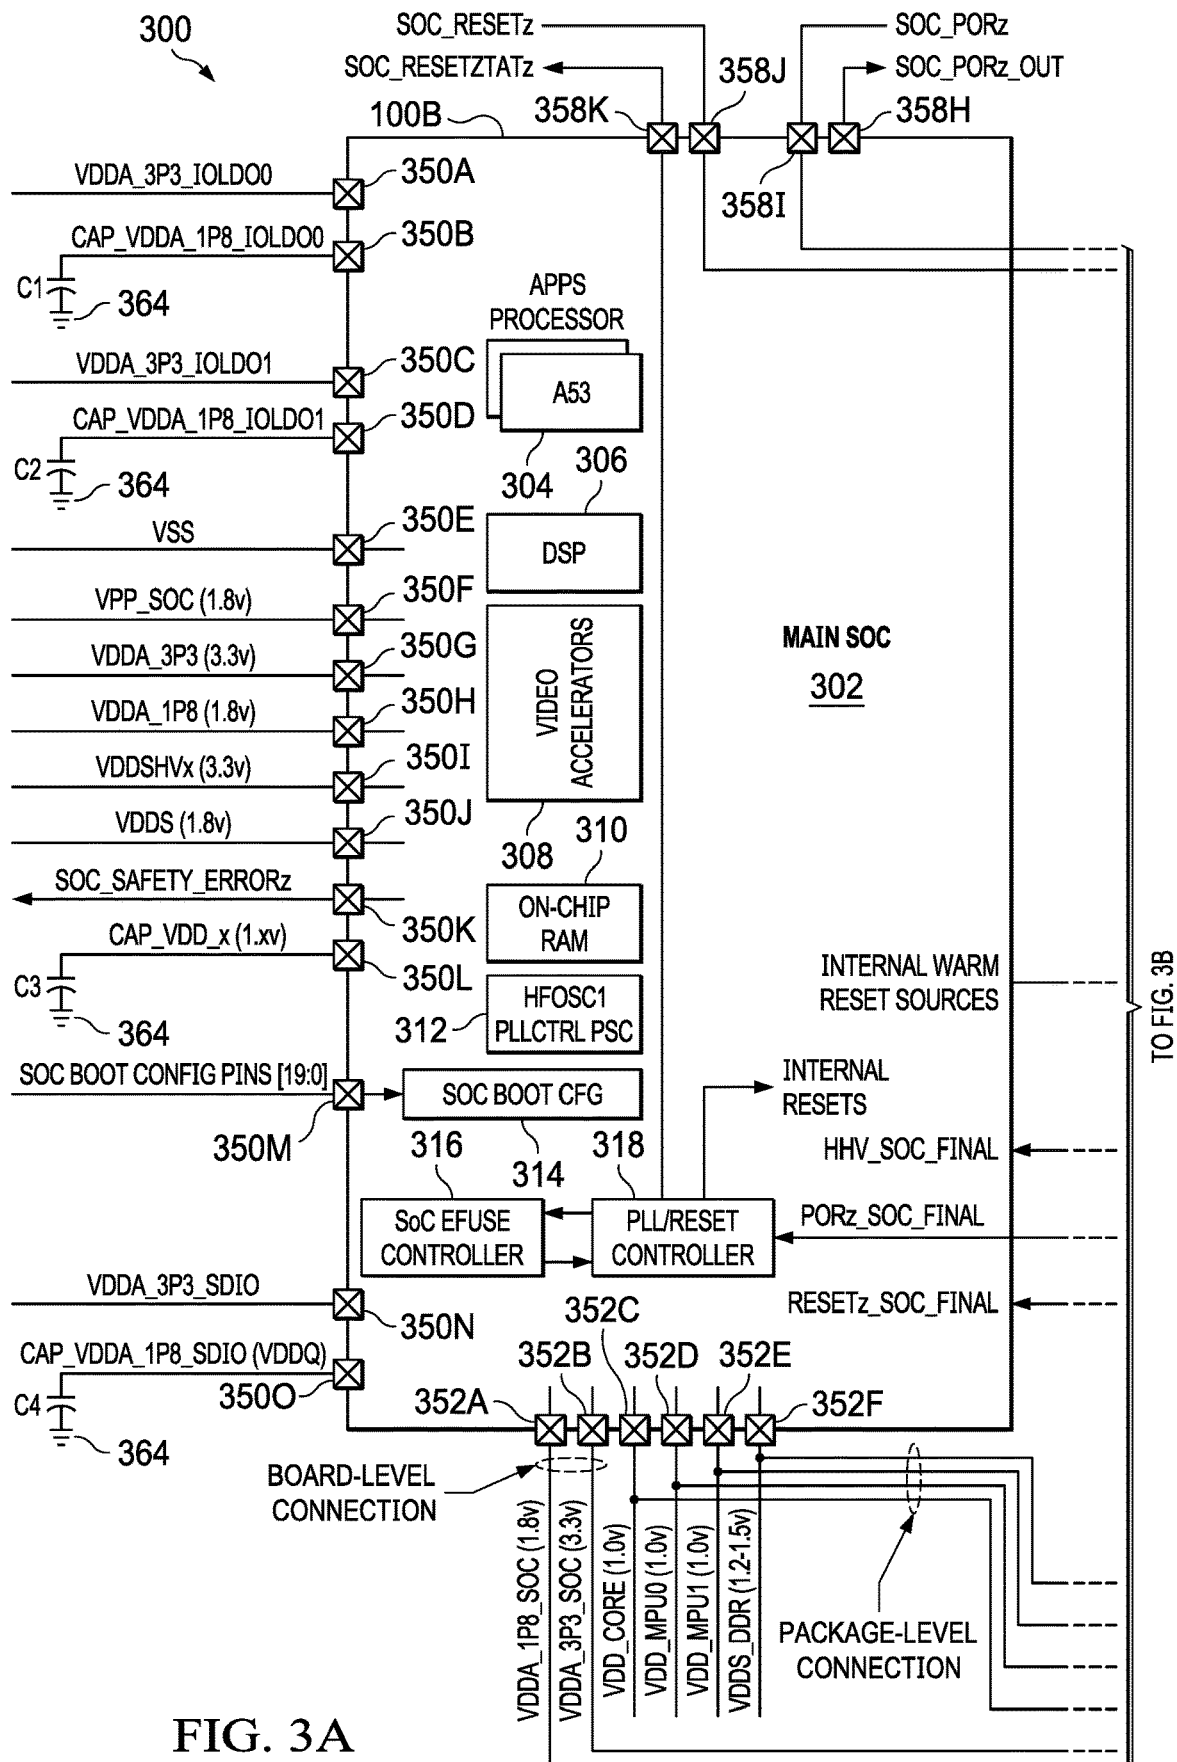 300
SOC_RESETz
SOC_RESETZTATz
SOC_PORz
SOC_PORz_OUT
358K
358J
358I
358H
100B
VDDA_3P3_IOLDO0
350A
CAP_VDDA_1P8_IOLDO0
350B
C1
364
VDDA_3P3_IOLDO1
350C
CAP_VDDA_1P8_IOLDO1
350D
C2
364
VSS
350E
VPP_SOC (1.8v)
350F
VDDA_3P3 (3.3v)
350G
VDDA_1P8 (1.8v)
350H
VDDSHVx (3.3v)
350I
VDDS (1.8v)
350J
SOC_SAFETY_ERRORz
350K
CAP_VDD_x (1.xv)
350L
C3
364
SOC BOOT CONFIG PINS [19:0]
350M
VDDA_3P3_SDIO
350N
CAP_VDDA_1P8_SDIO (VDDQ)
350O
C4
364
APPS
PROCESSOR
A53
304
306
DSP
VIDEO
ACCELERATORS
308
310
ON-CHIP
RAM
312
HFOSC1
PLLCTRL PSC
SOC BOOT CFG
314
316
SoC EFUSE
CONTROLLER
318
PLL/RESET
CONTROLLER
MAIN SOC
302
INTERNAL WARM
RESET SOURCES
INTERNAL
RESETS
HHV_SOC_FINAL
PORz_SOC_FINAL
RESETz_SOC_FINAL
TO FIG. 3B
352A
352B
352C
352D
352E
352F
BOARD-LEVEL
CONNECTION
VDDA_1P8_SOC (1.8v)
VDDA_3P3_SOC (3.3v)
VDD_CORE (1.0v)
VDD_MPU0 (1.0v)
VDD_MPU1 (1.0v)
VDDS_DDR (1.2-1.5v)
PACKAGE-LEVEL
CONNECTION
FIG. 3A